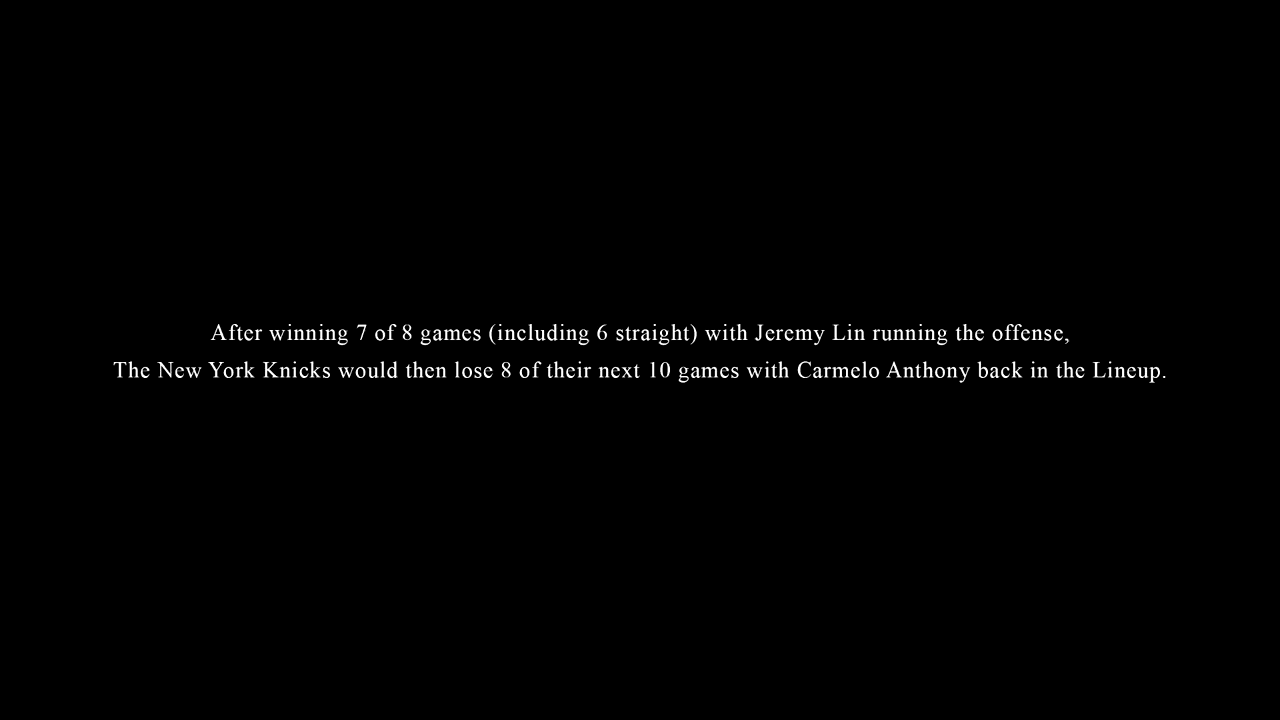 After winning 7 of 8 games (including 6 straight) with Jeremy Lin running the offense,
The New York Knicks would then lose 8 of their next 10 games with Carmelo Anthony back in the Lineup.